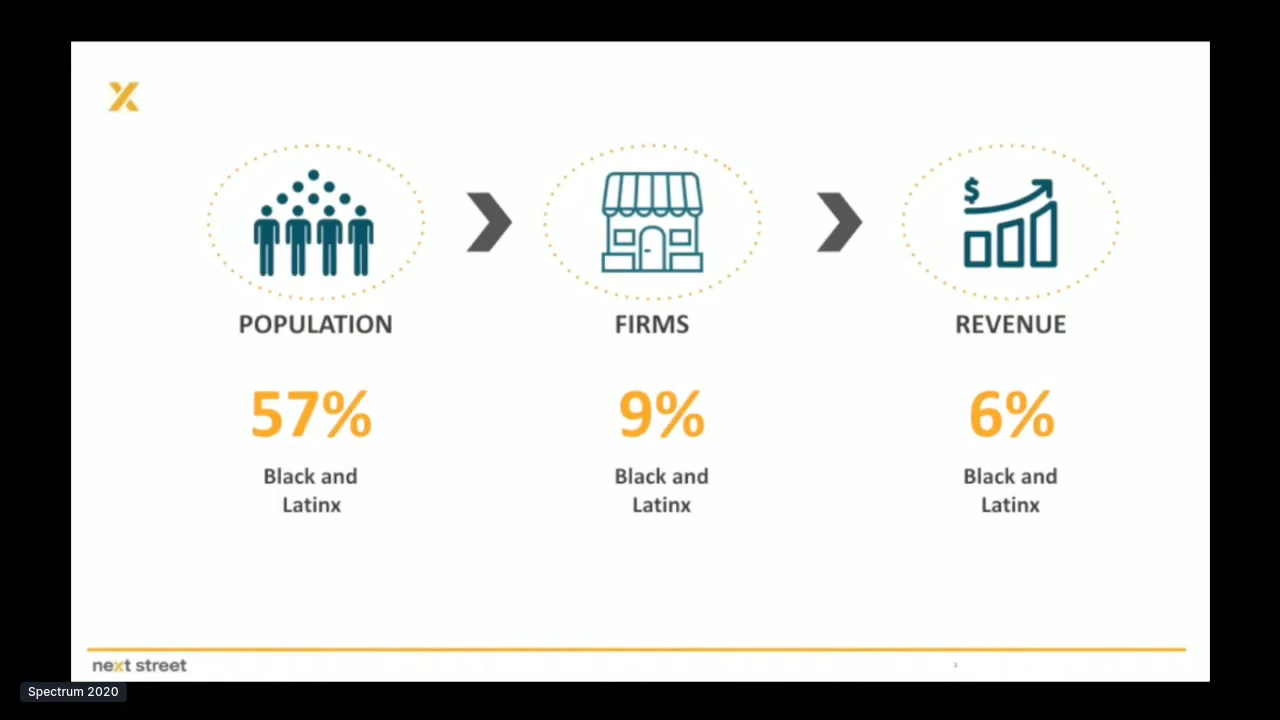 POPULATION
FIRMS
REVENUE
57%
9%
6%
Black and
Latinx
Black and
Latinx
Black and
Latinx
next street
3
Spectrum 2020